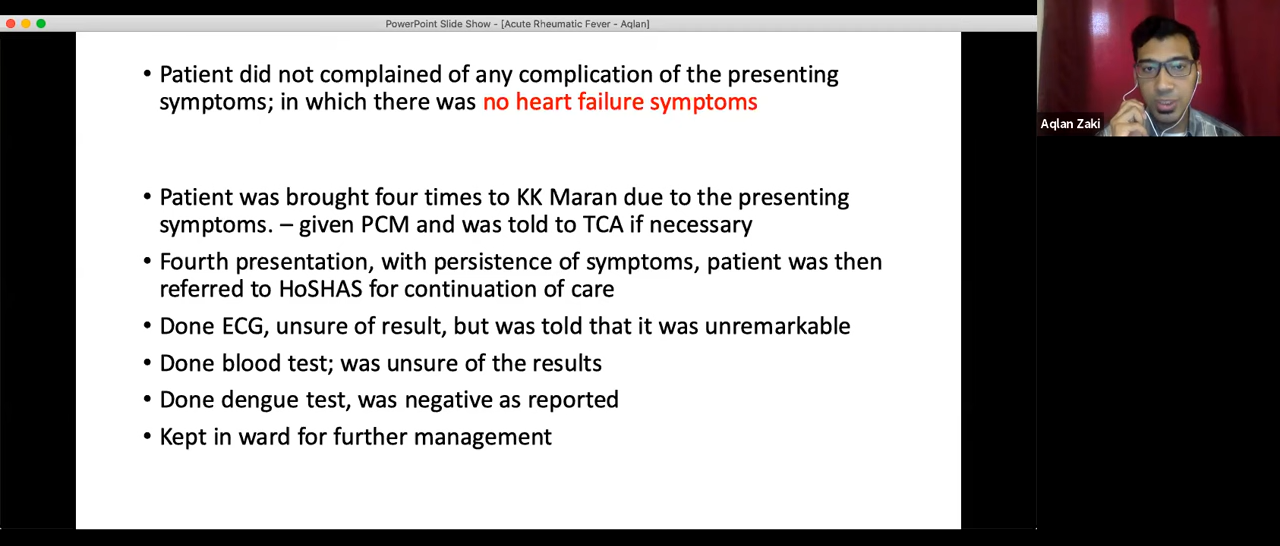 PowerPoint Slide Show - [Acute Rheumatic Fever - Aqlan]
• Patient did not complained of any complication of the presenting
symptoms; in which there was no heart failure symptoms
Aqlan Zaki
• Patient was brought four times to KK Maran due to the presenting
symptoms. – given PCM and was told to TCA if necessary
• Fourth presentation, with persistence of symptoms, patient was then
referred to HoSHAS for continuation of care
• Done ECG, unsure of result, but was told that it was unremarkable
• Done blood test; was unsure of the results
• Done dengue test, was negative as reported
• Kept in ward for further management